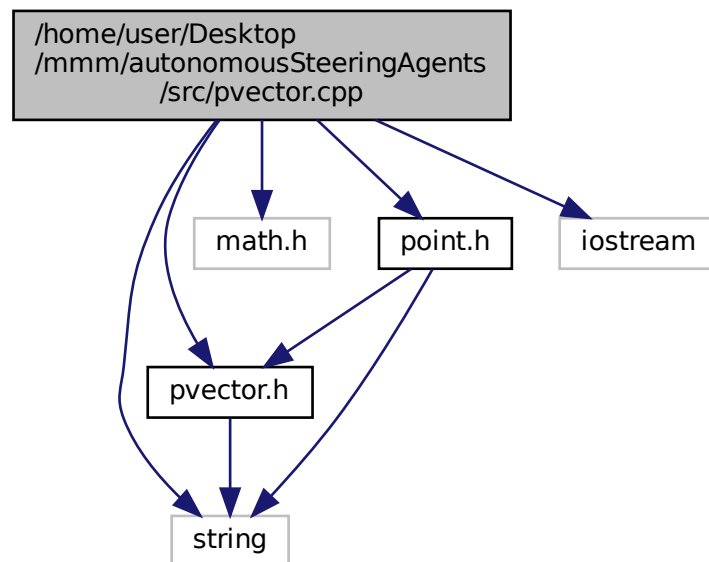 /home/user/Desktop
/mmm/autonomousSteeringAgents
/src/pvector.cpp
math.h
point.h
iostream
pvector.h
string